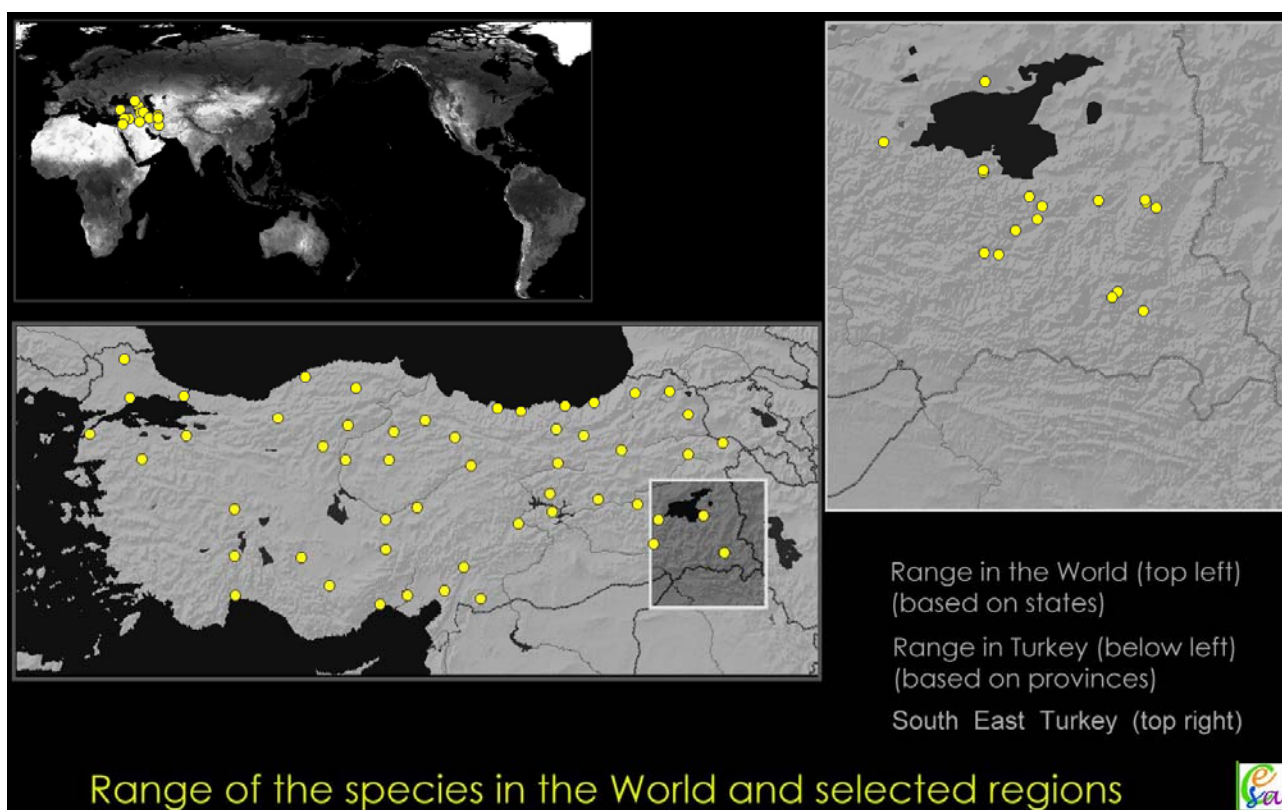 Range in the World (top left)
(based on states)
Range in Turkey (below left)
(based on provinces)
South East Turkey (top right)
Range of the species in the World and selected regions